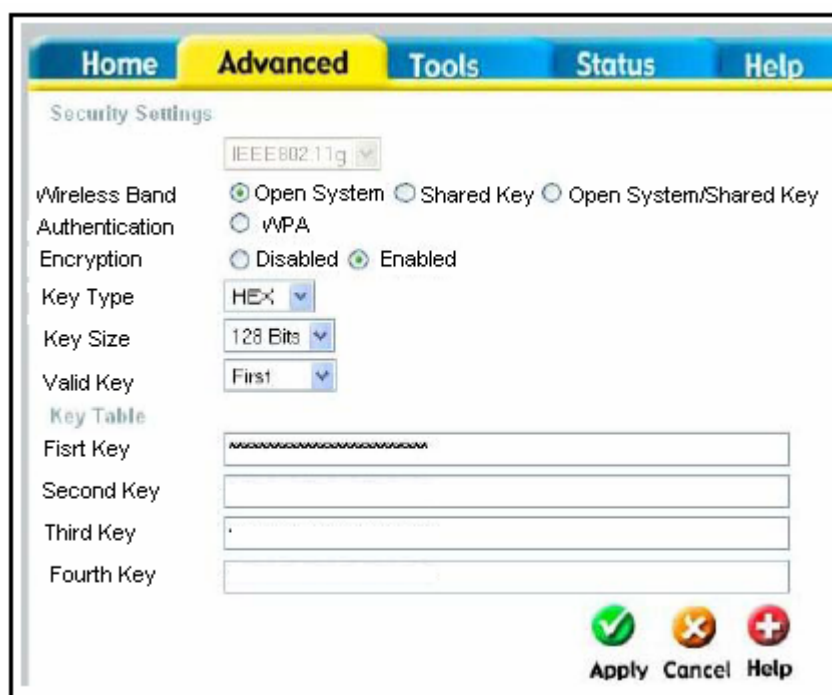 Home Advanced Tools Status Help
Security Settings
IEEE802.11g
Wireless Band Open System Shared Key Open System/Shared Key
Authentication WPA
Encryption Disabled Enabled
Key Type HEX
Key Size 128 Bits
Valid Key First
Key Table
Fisrt Key
Second Key
Third Key
Fourth Key
Apply Cancel Help